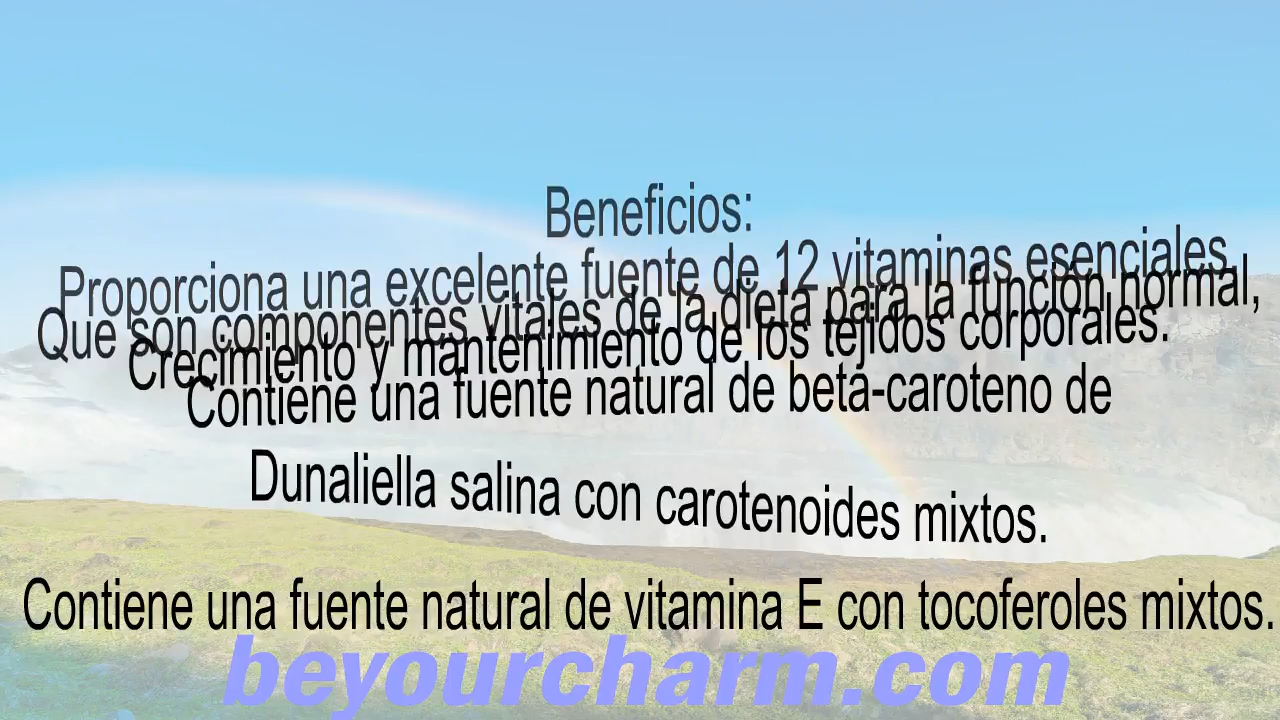 Beneficios:
Proporciona una excelente fuente de 12 vitaminas esenciales,
Que son componentes vitales de la dieta para la función normal,
Crecimiento y mantenimiento de los tejidos corporales.
Contiene una fuente natural de beta-caroteno de
Dunaliella salina con carotenoides mixtos.
Contiene una fuente natural de vitamina E con tocoferoles mixtos.
beyourcharm.com